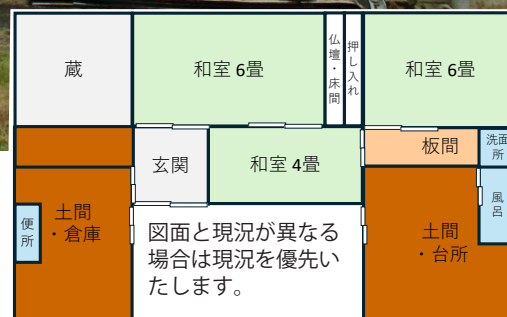 蔵
和室 6畳
仏壇・床間
押し入れ
和室 6畳
玄関
和室 4畳
板間
洗面
所
土間
・倉庫
便所
図面と現況が異なる
場合は現況を優先い
たします。
土間
・台所
風呂